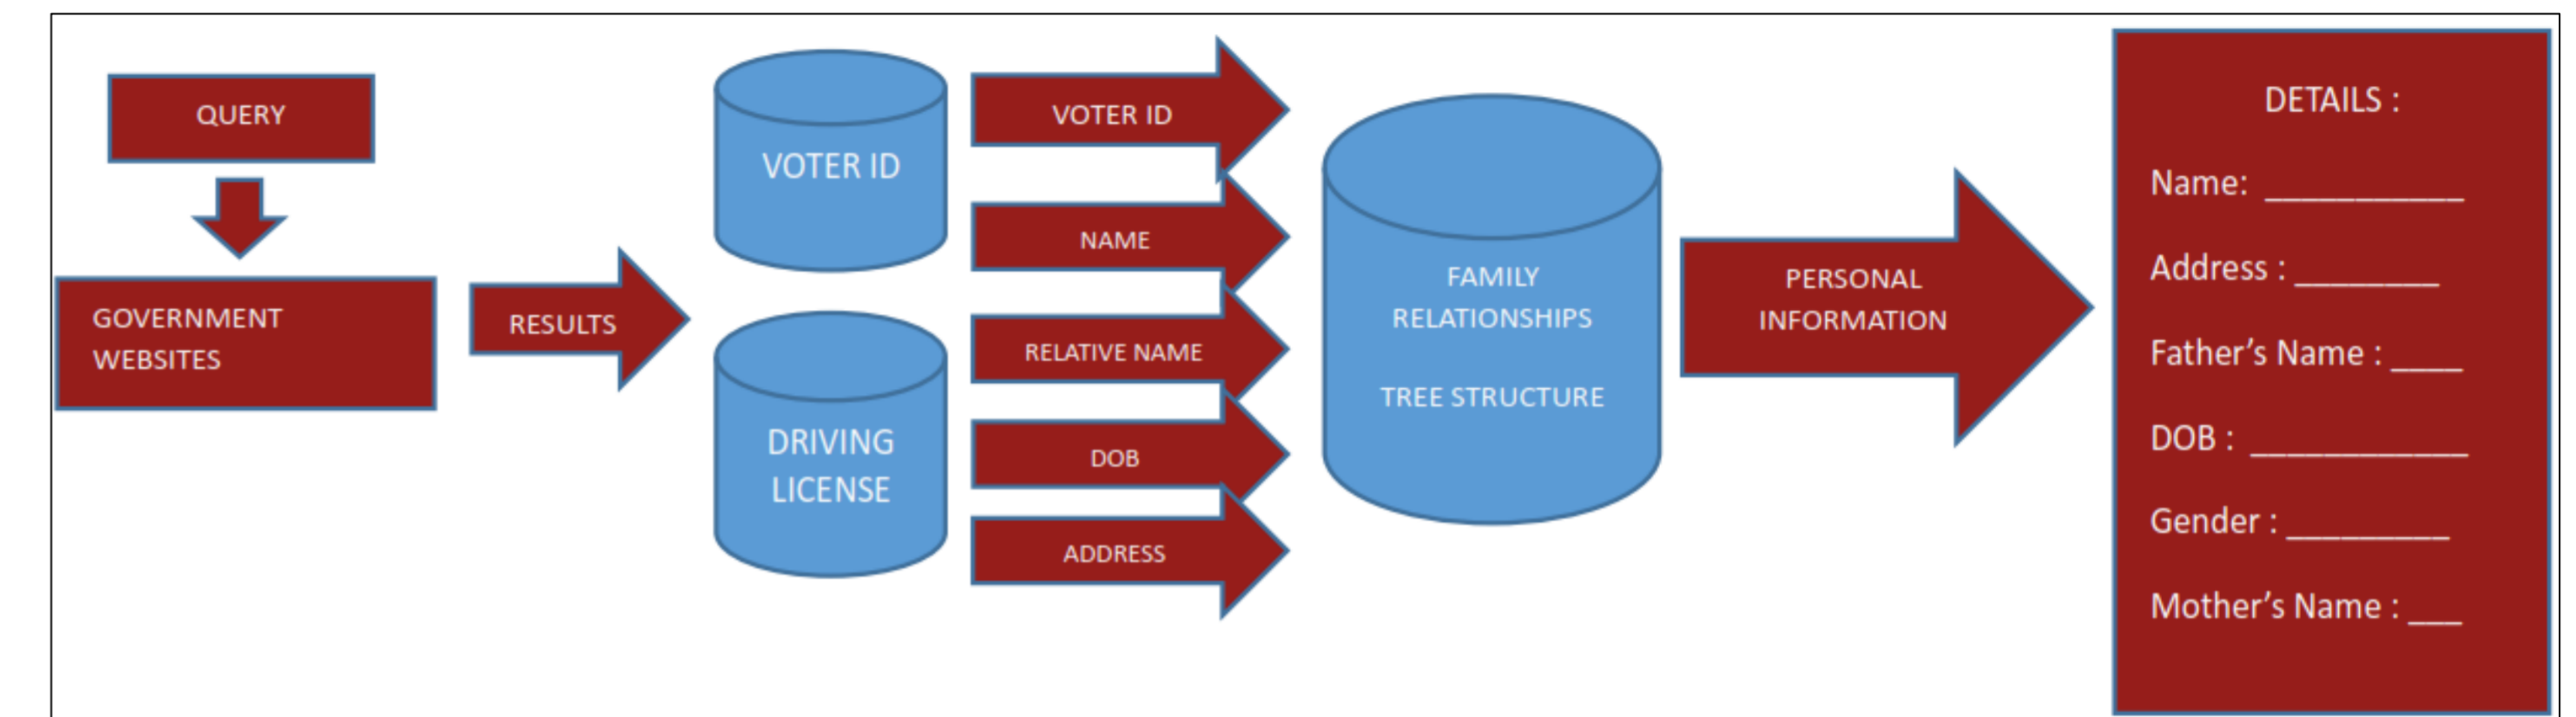 QUERY
GOVERNMENT
WEBSITES
RESULTS
VOTER ID
DRIVING
LICENSE
VOTER ID
NAME
RELATIVE NAME
DOB
ADDRESS
FAMILY
RELATIONSHIPS
TREE STRUCTURE
PERSONAL
INFORMATION
DETAILS :
Name: ___________
Address : ________
Father’s Name : ____
DOB : ____________
Gender : _________
Mother’s Name : ___